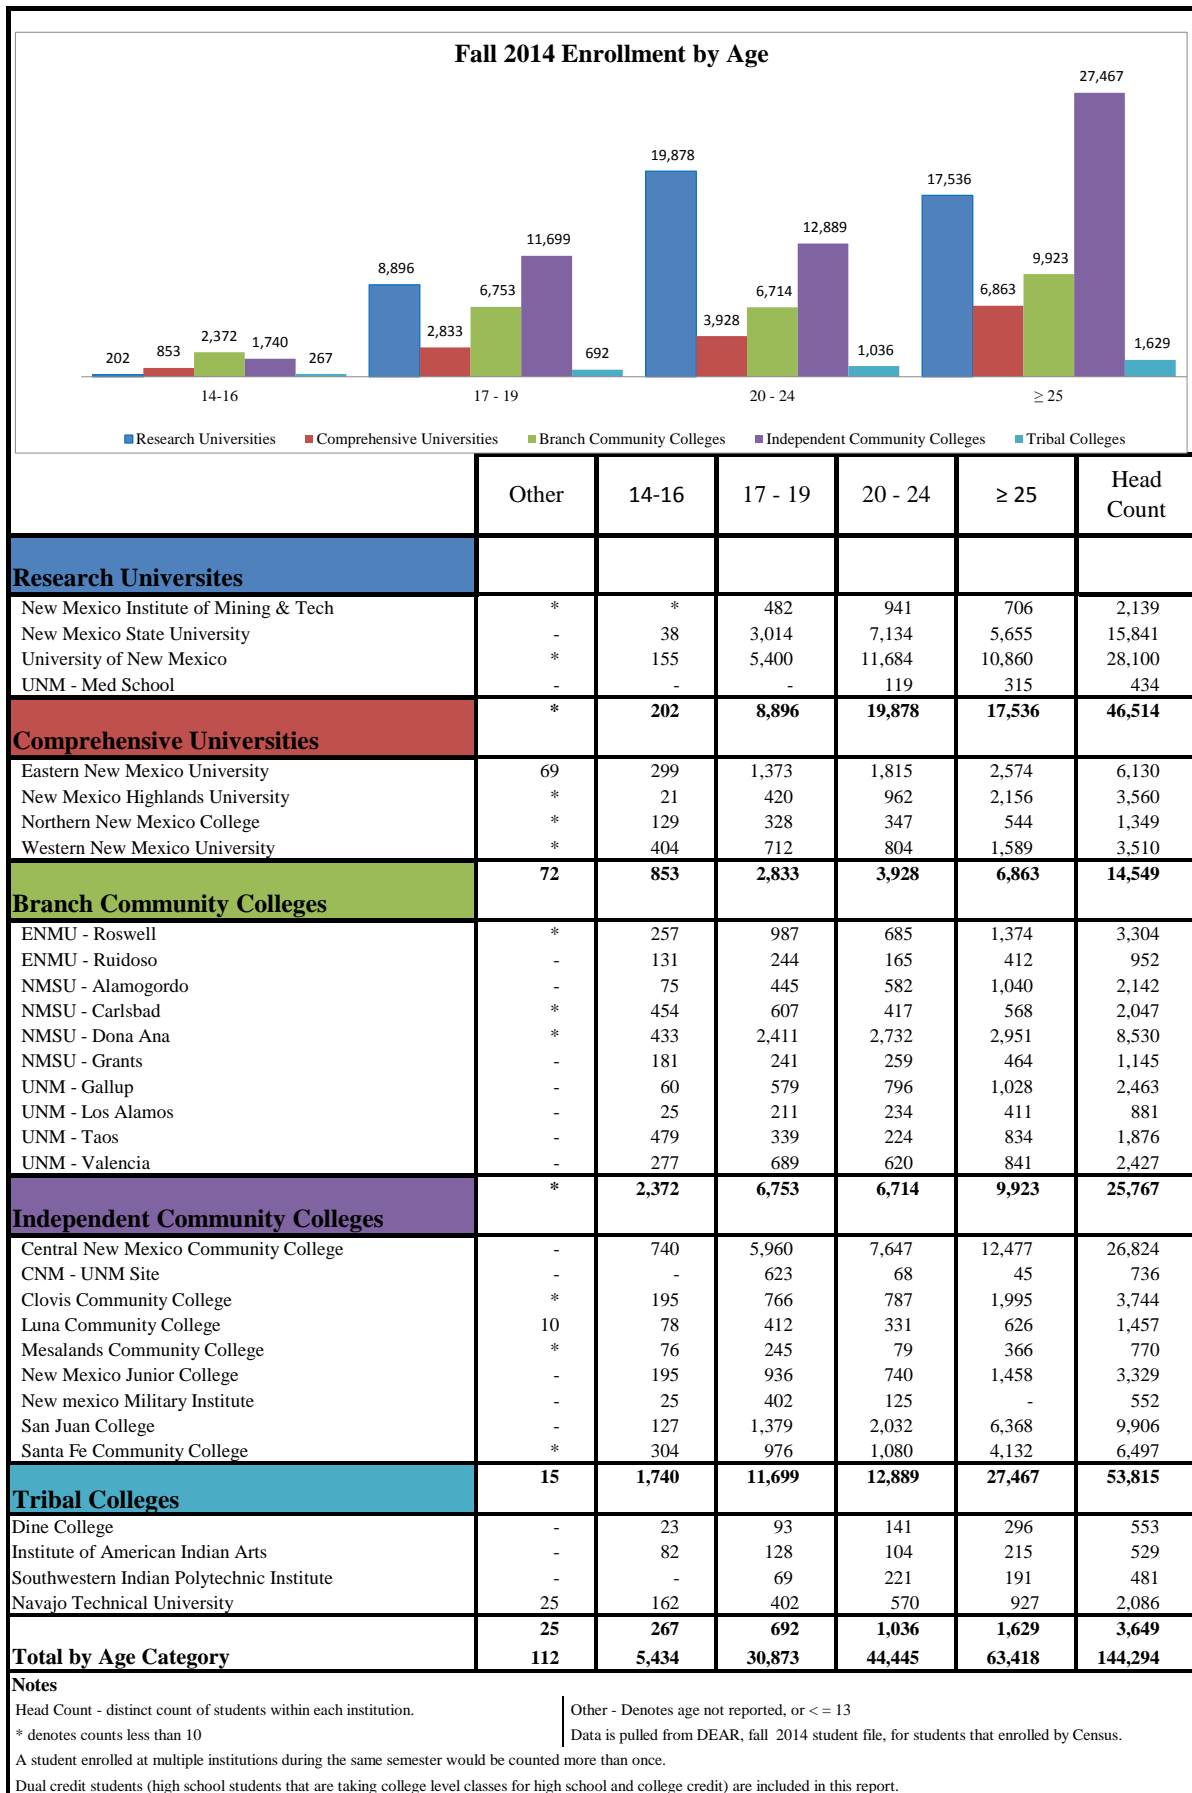 Fall 2014 Enrollment by Age
27,467
19,878
17,536
12,889
11,699
9,923
8,896
6,753
6,714
6,863
3,928
2,833
2,372
1,740
1,629
853
1,036
692
202
267
14-16 17 - 19 20 - 24 ≥ 25
Research Universities Comprehensive Universities Branch Community Colleges Independent Community Colleges Tribal Colleges
Other 14-16 17 - 19 20 - 24 ≥ 25 Head Count
Research Universites
New Mexico Institute of Mining & Tech * * 482 941 706 2,139
New Mexico State University - 38 3,014 7,134 5,655 15,841
University of New Mexico * 155 5,400 11,684 10,860 28,100
UNM - Med School - - - 119 315 434
* 202 8,896 19,878 17,536 46,514
Comprehensive Universities
Eastern New Mexico University 69 299 1,373 1,815 2,574 6,130
New Mexico Highlands University * 21 420 962 2,156 3,560
Northern New Mexico College * 129 328 347 544 1,349
Western New Mexico University * 404 712 804 1,589 3,510
72 853 2,833 3,928 6,863 14,549
Branch Community Colleges
ENMU - Roswell * 257 987 685 1,374 3,304
ENMU - Ruidoso - 131 244 165 412 952
NMSU - Alamogordo - 75 445 582 1,040 2,142
NMSU - Carlsbad * 454 607 417 568 2,047
NMSU - Dona Ana * 433 2,411 2,732 2,951 8,530
NMSU - Grants - 181 241 259 464 1,145
UNM - Gallup - 60 579 796 1,028 2,463
UNM - Los Alamos - 25 211 234 411 881
UNM - Taos - 479 339 224 834 1,876
UNM - Valencia - 277 689 620 841 2,427
* 2,372 6,753 6,714 9,923 25,767
Independent Community Colleges
Central New Mexico Community College - 740 5,960 7,647 12,477 26,824
CNM - UNM Site - - 623 68 45 736
Clovis Community College * 195 766 787 1,995 3,744
Luna Community College 10 78 412 331 626 1,457
Mesalands Community College * 76 245 79 366 770
New Mexico Junior College - 195 936 740 1,458 3,329
New mexico Military Institute - 25 402 125 - 552
San Juan College - 127 1,379 2,032 6,368 9,906
Santa Fe Community College * 304 976 1,080 4,132 6,497
15 1,740 11,699 12,889 27,467 53,815
Tribal Colleges
Dine College - 23 93 141 296 553
Institute of American Indian Arts - 82 128 104 215 529
Southwestern Indian Polytechnic Institute - - 69 221 191 481
Navajo Technical University 25 162 402 570 927 2,086
25 267 692 1,036 1,629 3,649
Total by Age Category 112 5,434 30,873 44,445 63,418 144,294
Notes
Head Count - distinct count of students within each institution. Other - Denotes age not reported, or < = 13
* denotes counts less than 10 Data is pulled from DEAR, fall 2014 student file, for students that enrolled by Census.
A student enrolled at multiple institutions during the same semester would be counted more than once.
Dual credit students (high school students that are taking college level classes for high school and college credit) are included in this report.